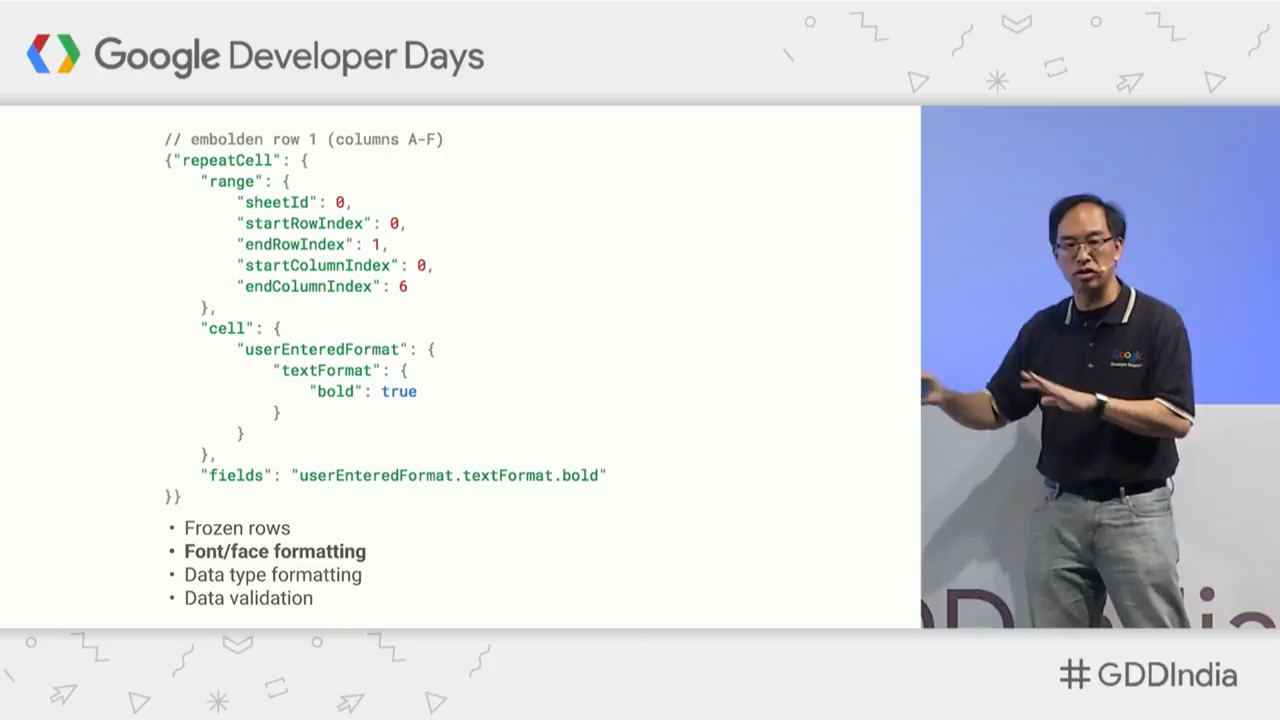 Google Developer Days
// embolden row 1 (columns A-F)
{"repeatCell": {
"range": {
"sheetId": 0,
"startRowIndex": 0,
"endRowIndex": 1,
"startColumnIndex": 0,
"endColumnIndex": 6
},
"cell": {
"userEnteredFormat": {
"textFormat": {
"bold": true
}
}
},
"fields": "userEnteredFormat.textFormat.bold"
}}
• Frozen rows
• Font/face formatting
• Data type formatting
• Data validation
Google
#GDDIndia